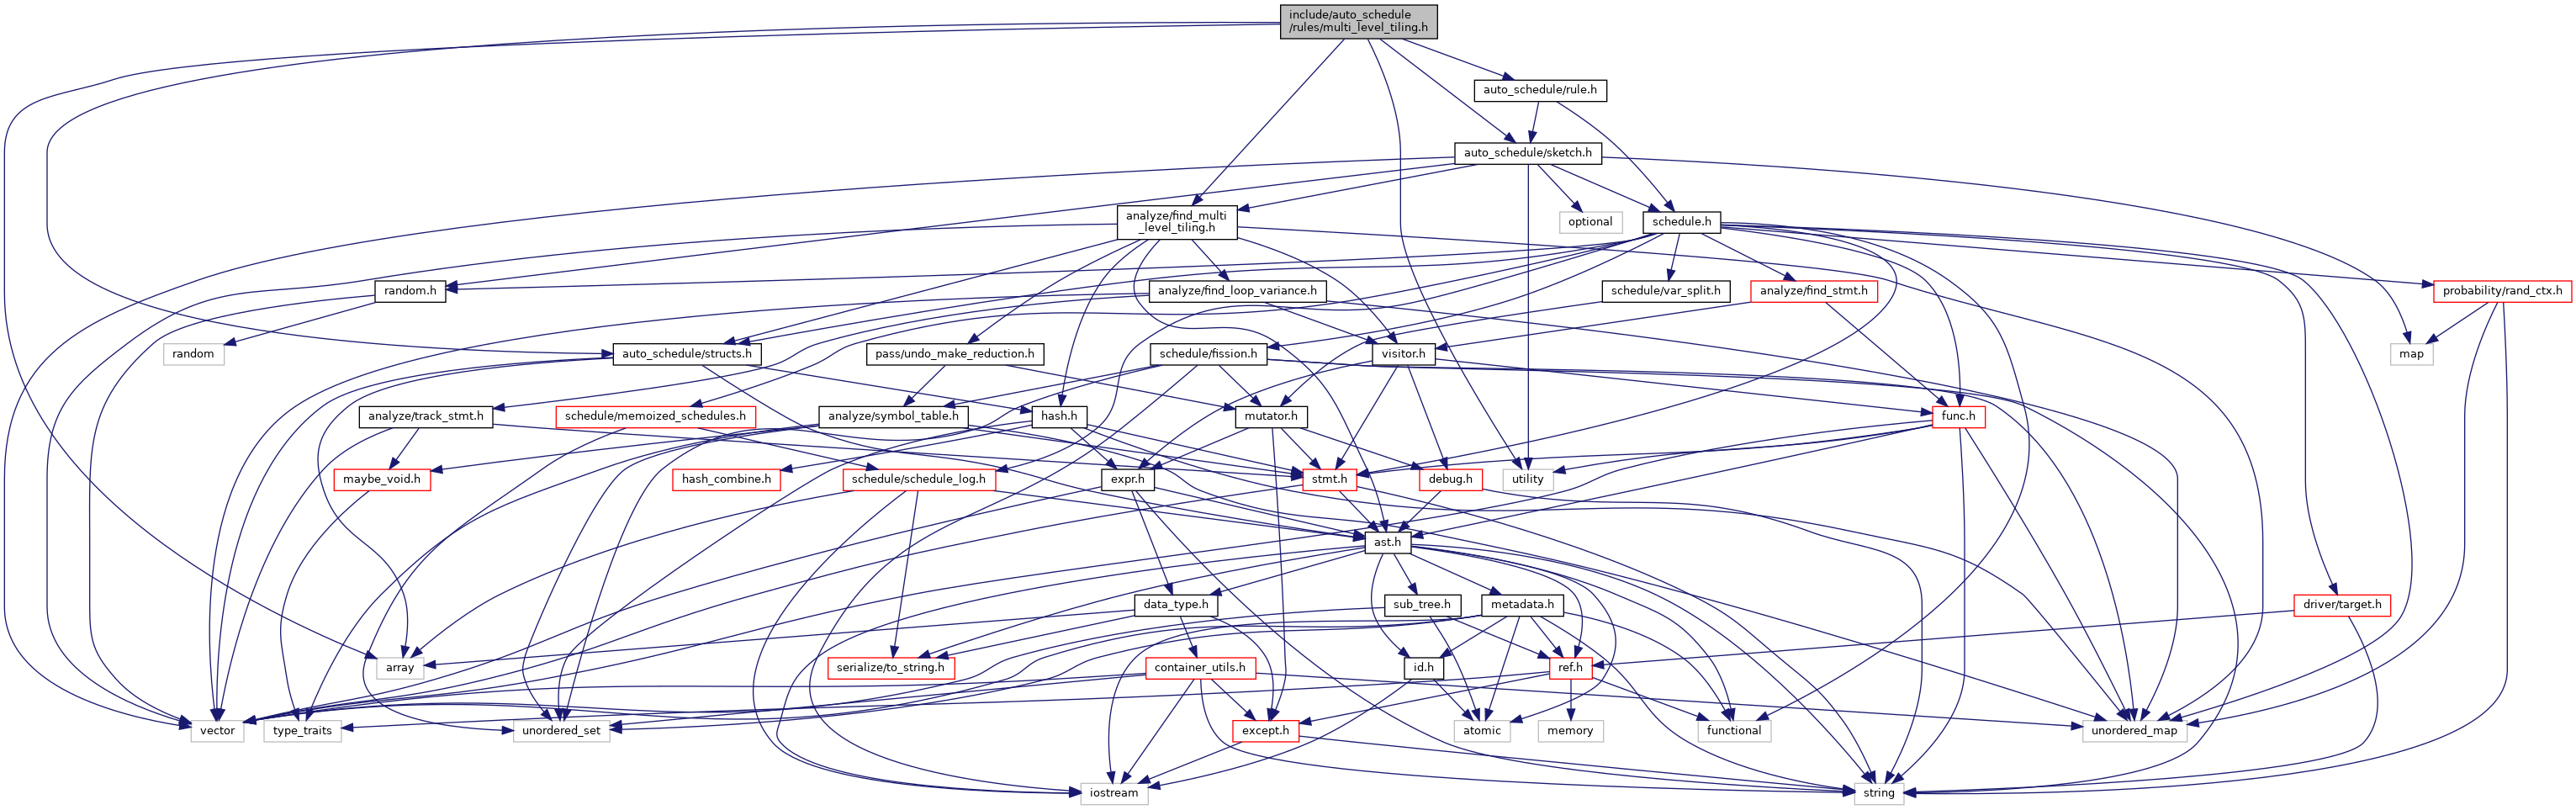 include/auto_schedule
/rules/multi_level_tiling.h
auto_schedule/rule.h
auto_schedule/sketch.h
analyze/find_multi
_level_tiling.h
optional
schedule.h
random.h
analyze/find_loop_variance.h
schedule/var_split.h
analyze/find_stmt.h
probability/rand_ctx.h
random
auto_schedule/structs.h
pass/undo_make_reduction.h
schedule/fission.h
visitor.h
map
analyze/track_stmt.h
schedule/memoized_schedules.h
analyze/symbol_table.h
hash.h
mutator.h
func.h
maybe_void.h
hash_combine.h
schedule/schedule_log.h
expr.h
stmt.h
debug.h
utility
ast.h
data_type.h
sub_tree.h
metadata.h
driver/target.h
array
serialize/to_string.h
container_utils.h
id.h
ref.h
vector
type_traits
unordered_set
except.h
atomic
memory
functional
unordered_map
iostream
string